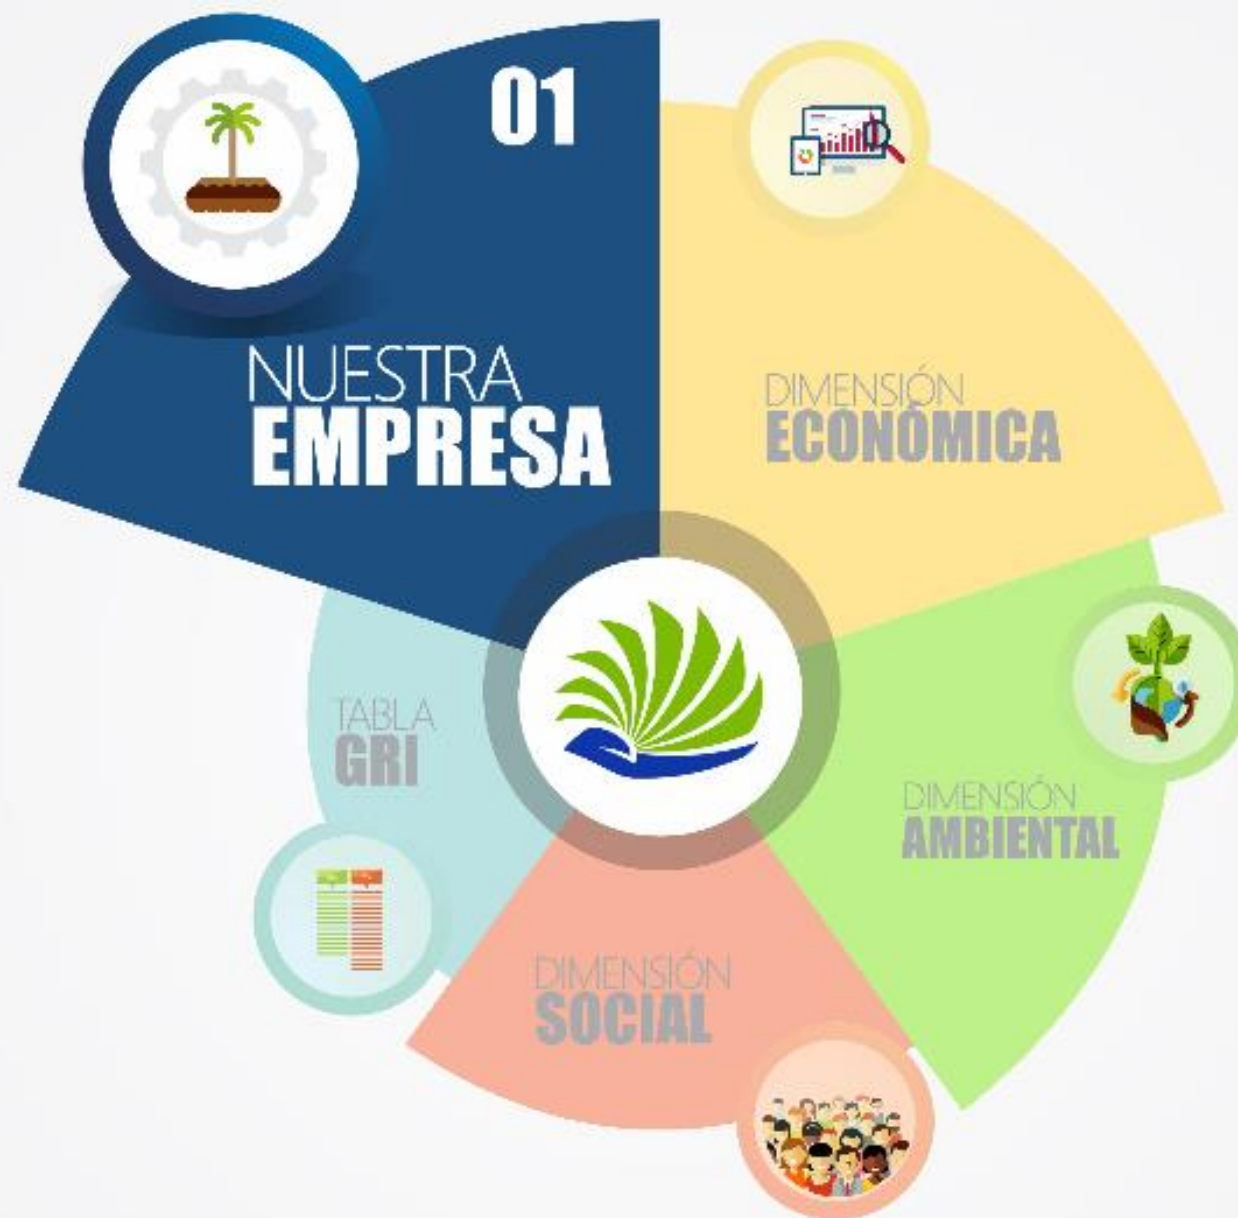 01
NUESTRA
EMPRESA
DIMENSIÓN
ECONÓMICA
DIMENSIÓN
AMBIENTAL
DIMENSIÓN
SOCIAL
TABLA
GRI